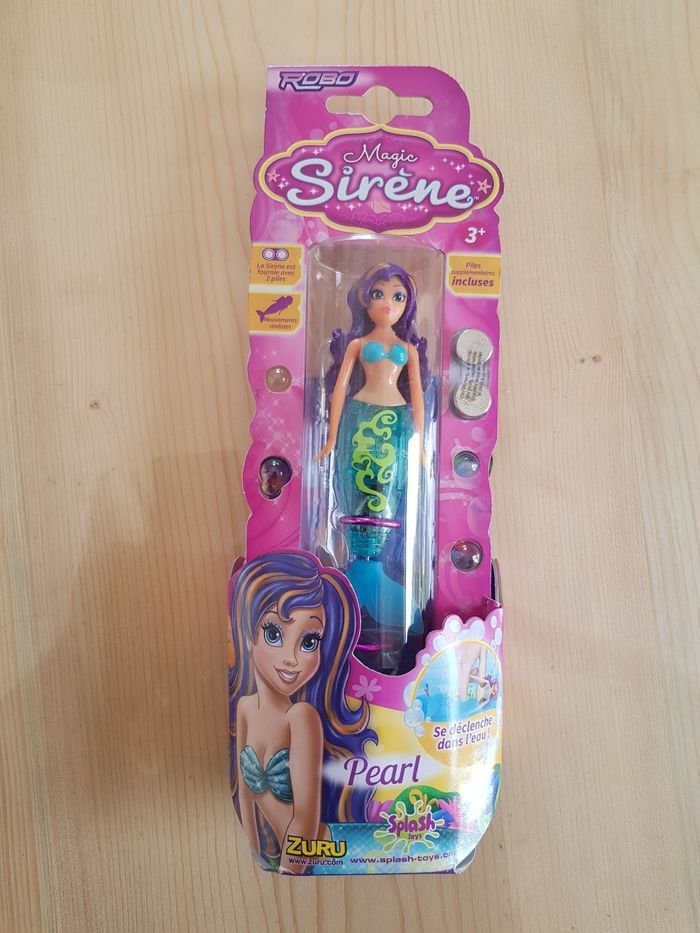 ROBO
Magic
Sirène™
3+
La Sirène est
fournie avec
2 piles
Piles
supplémentaires
incluses
Mouvements
réalistes
Se déclenche
dans l'eau !
Pearl
Splash
toys
ZURU
www.zuru.com
www.splash-toys.co